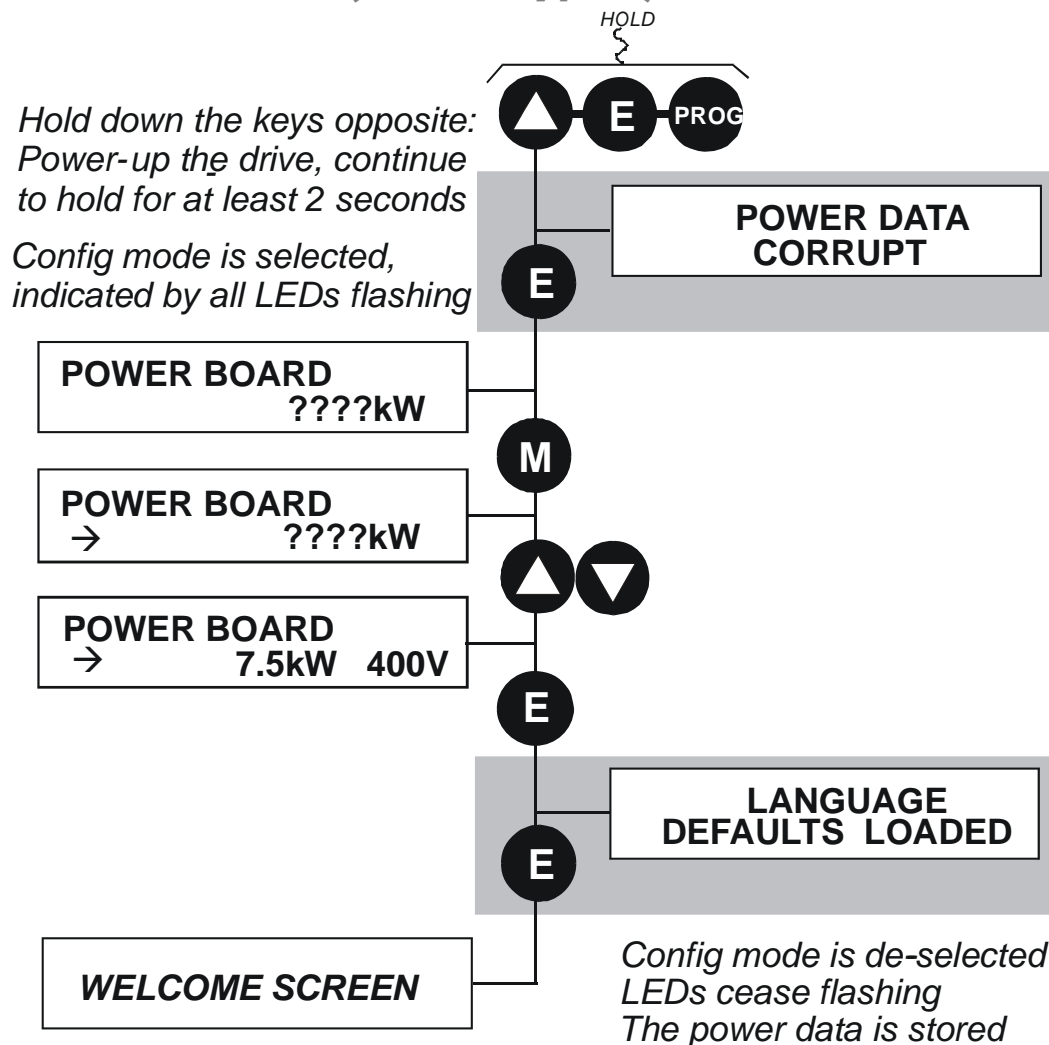 HOLD
E PROG
Hold down the keys opposite:
Power-up the drive, continue
to hold for at least 2 seconds
POWER DATA
CORRUPT
Config mode is selected,
indicated by all LEDs flashing
E
POWER BOARD
????kW
M
POWER BOARD
→ ????kW
POWER BOARD
→ 7.5kW 400V
E
LANGUAGE
DEFAULTS LOADED
E
WELCOME SCREEN
Config mode is de-selected
LEDs cease flashing
The power data is stored